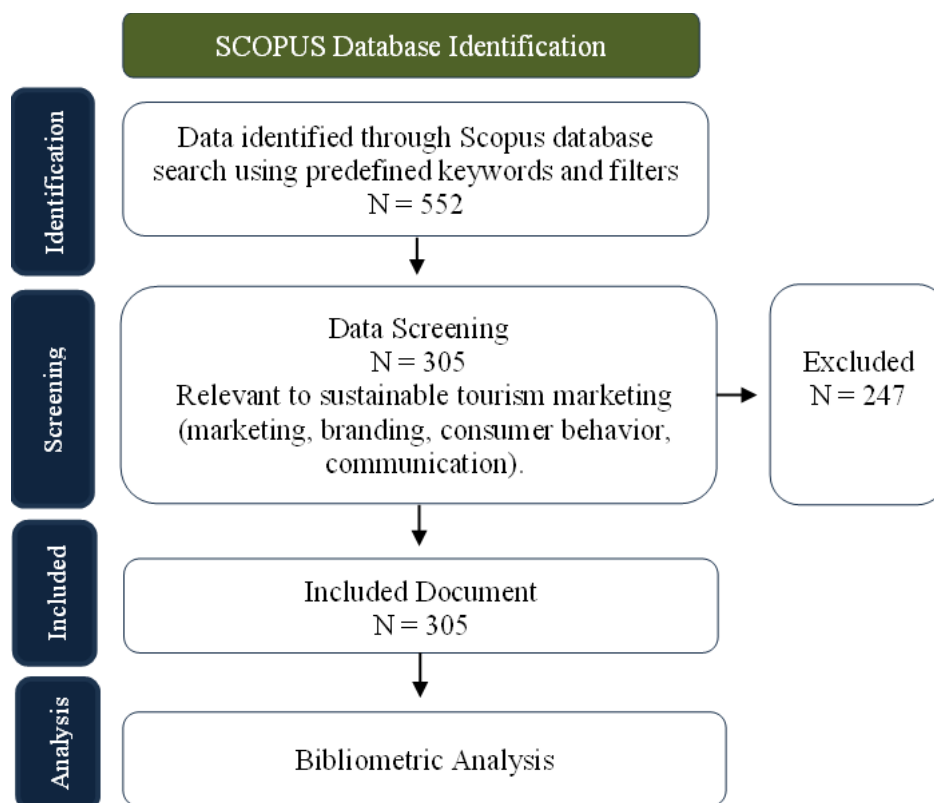 SCOPUS Database Identification
Identification
Data identified through Scopus database
search using predefined keywords and filters
N = 552
Screening
Data Screening
N = 305
Relevant to sustainable tourism marketing
(marketing, branding, consumer behavior,
communication).
Excluded
N = 247
Included
Included Document
N = 305
Analysis
Bibliometric Analysis